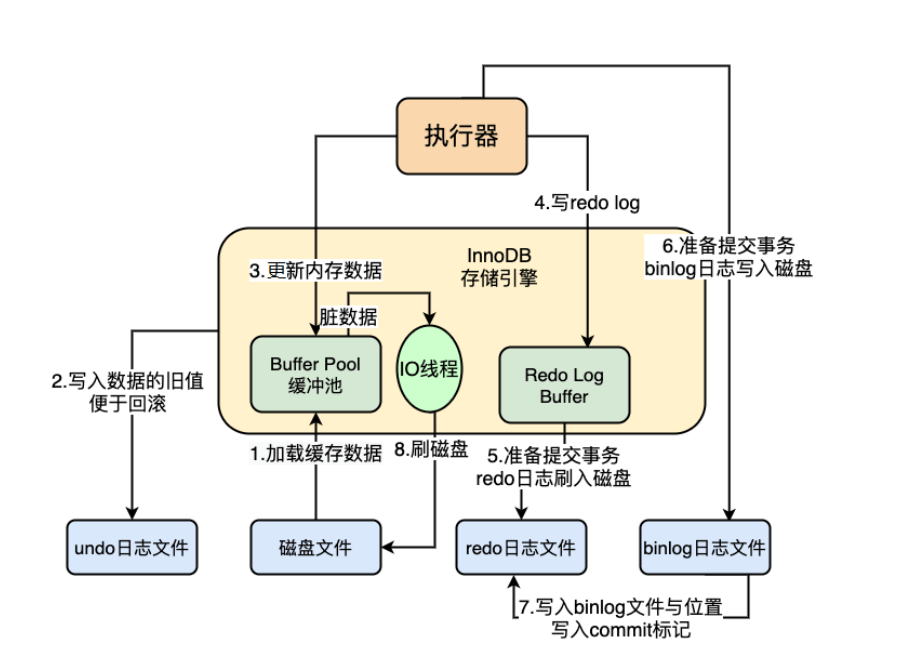 执行器
4.写redo log
InnoDB
存储引擎
6.准备提交事务
binlog日志写入磁盘
3.更新内存数据
脏数据
Buffer Pool
缓冲池
IO线程
Redo Log
Buffer
2.写入数据的旧值
便于回滚
1.加载缓存数据
8.刷磁盘
5.准备提交事务
redo日志刷入磁盘
undo日志文件
磁盘文件
redo日志文件
binlog日志文件
7.写入binlog文件与位置
写入commit标记